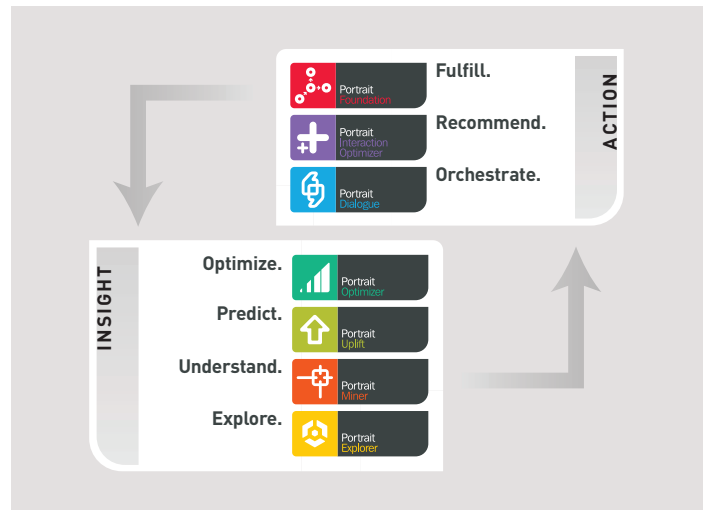 Fulfill.
Portrait
Foundation
Recommend.
Portrait
Interaction
Optimizer
Orchestrate.
Portrait
Dialogue
ACTION
INSIGHT
Optimize.
Portrait
Optimizer
Predict.
Portrait
Uplift
Understand.
Portrait
Miner
Explore.
Portrait
Explorer